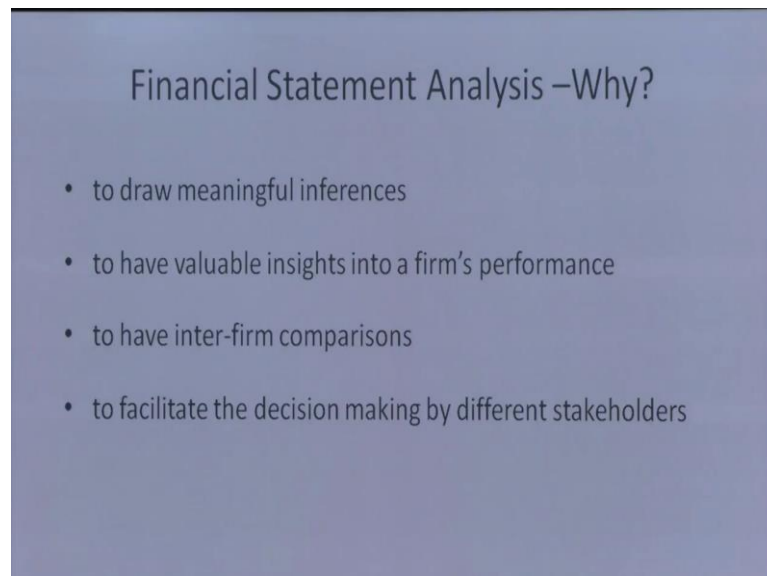 Financial Statement Analysis –Why?
• to draw meaningful inferences
• to have valuable insights into a firm's performance
• to have inter-firm comparisons
• to facilitate the decision making by different stakeholders